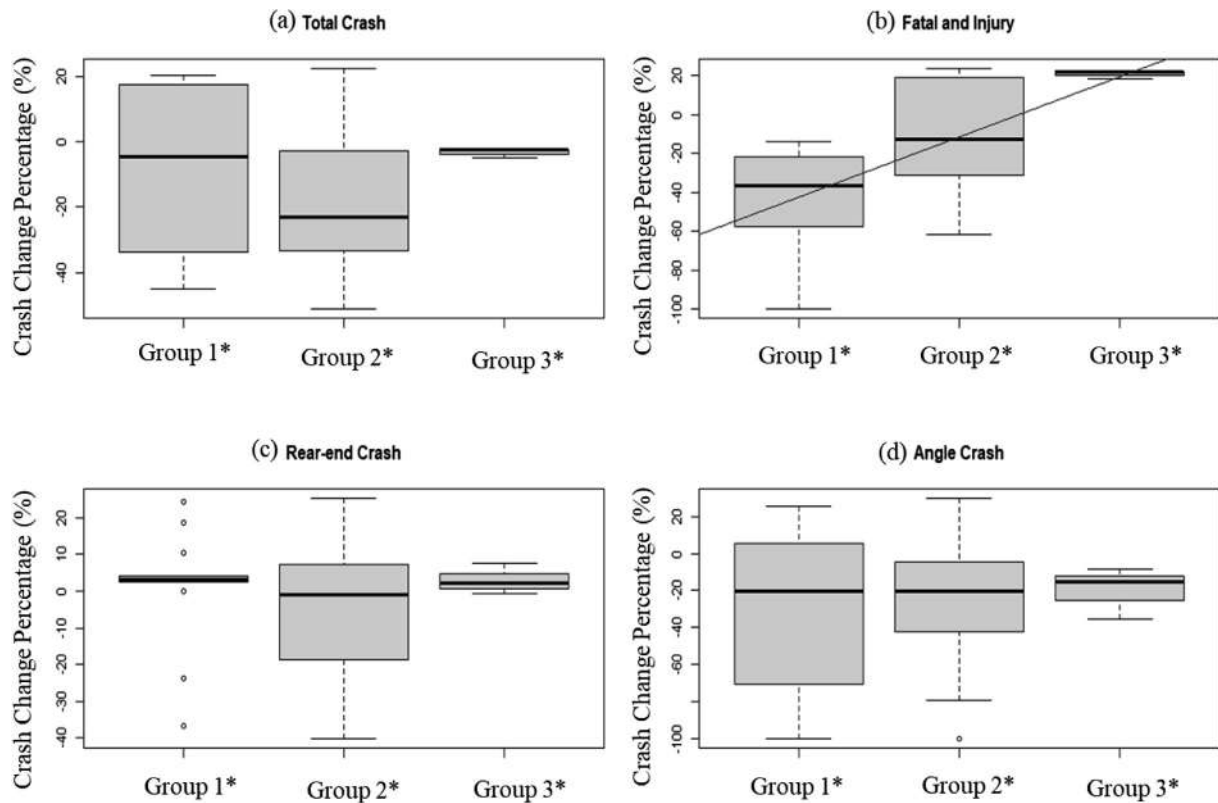 (a) Total Crash
Crash Change Percentage (%)
20
0
20
40
Group 1*
Group 2*
Group 3*
(b) Fatal and Injury
Crash Change Percentage (%)
20
0
-20
-40
-60
-80
-100
Group 1*
Group 2*
Group 3*
(c) Rear-end Crash
Crash Change Percentage (%)
20
10
0
10
20
30
40
Group 1*
Group 2*
Group 3*
(d) Angle Crash
Crash Change Percentage (%)
20
0
-20
-40
-60
-100
Group 1*
Group 2*
Group 3*